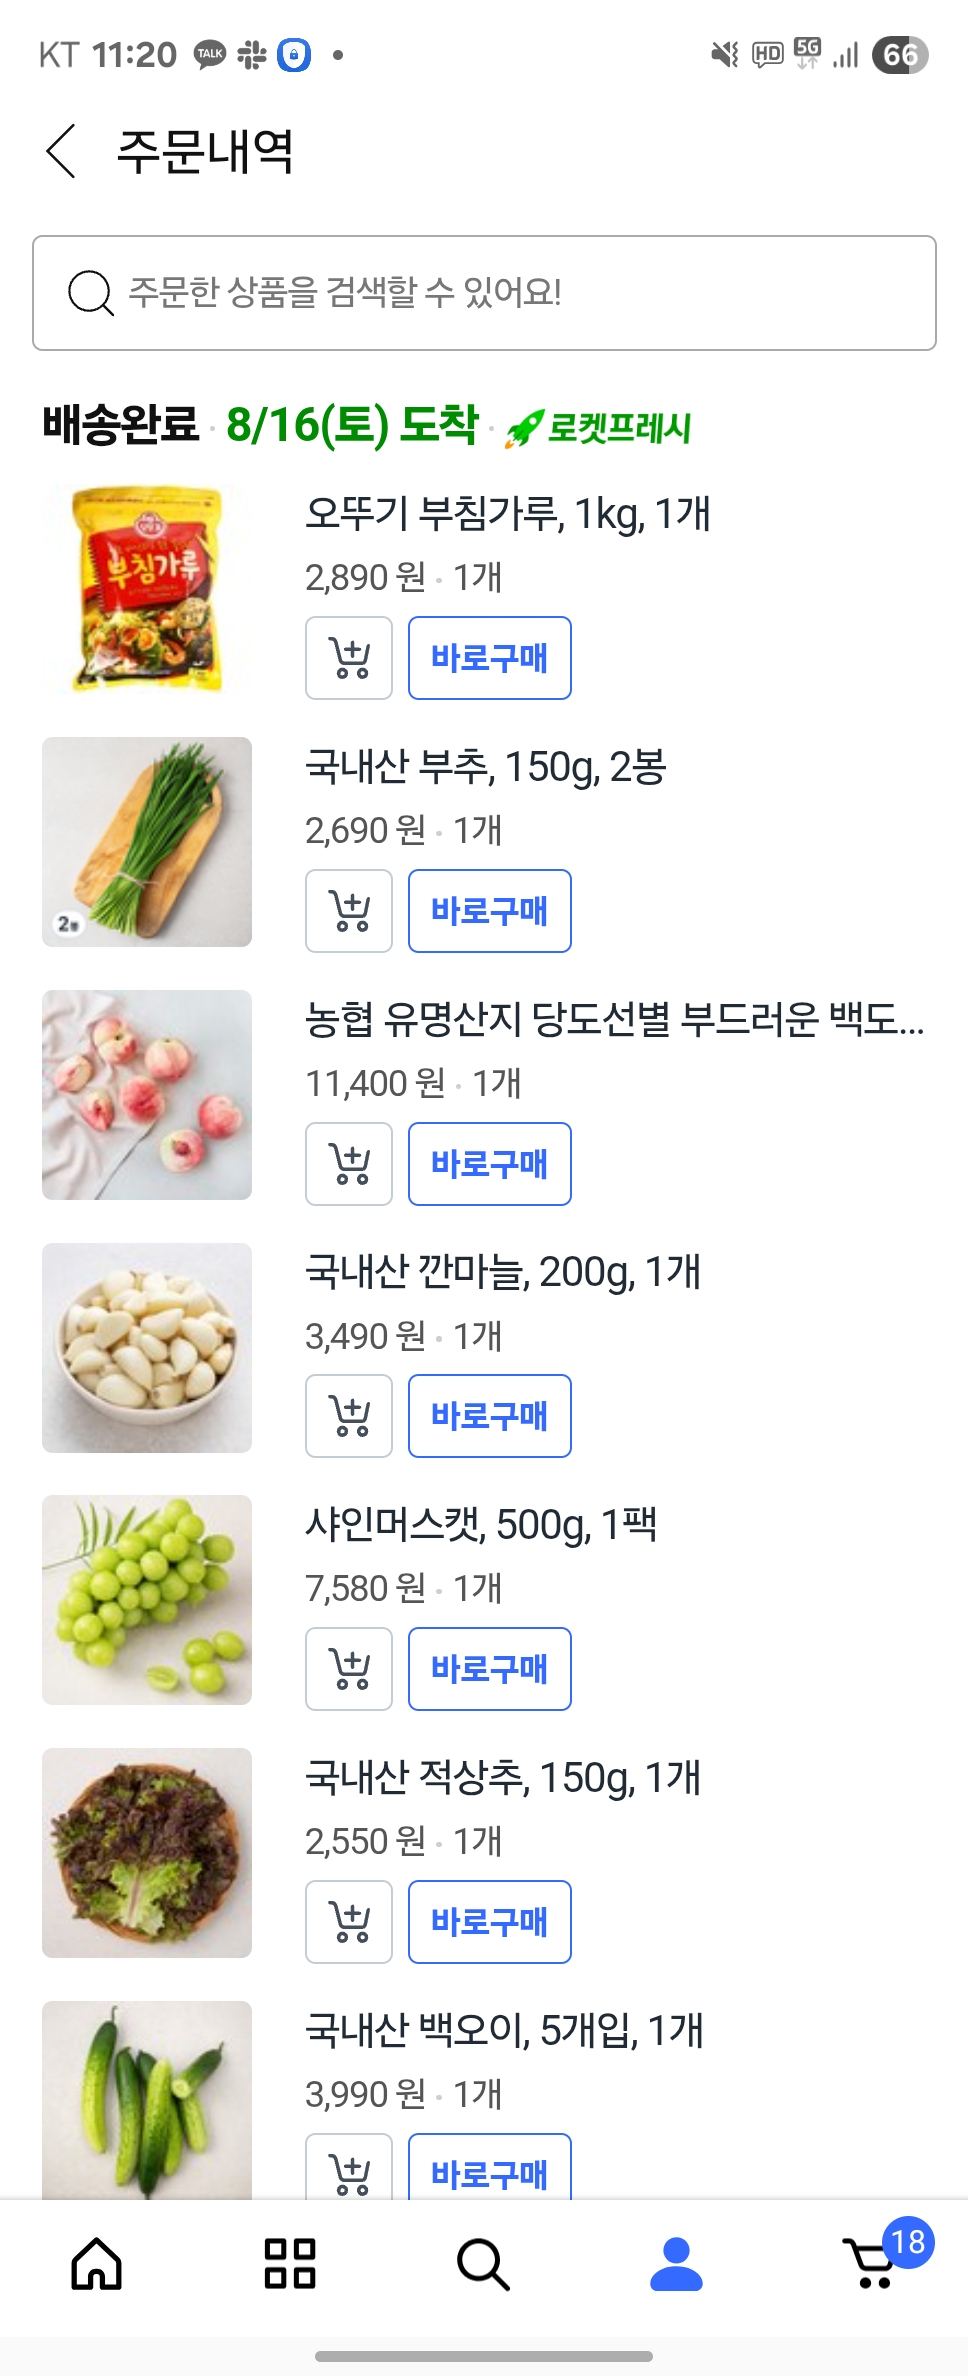 KT 11:20 TALK HD 5G 66
주문내역
주문한 상품을 검색할 수 있어요!
배송완료 · 8/16(토) 도착 · 로켓프레시
부침가루
오뚜기 부침가루, 1kg, 1개
2,890 원 · 1개
바로구매
국내산 부추, 150g, 2봉
2,690 원 · 1개
2봉
바로구매
농협 유명산지 당도선별 부드러운 백도...
11,400 원 · 1개
바로구매
국내산 깐마늘, 200g, 1개
3,490 원 · 1개
바로구매
샤인머스캣, 500g, 1팩
7,580 원 · 1개
바로구매
국내산 적상추, 150g, 1개
2,550 원 · 1개
바로구매
국내산 백오이, 5개입, 1개
3,990 원 · 1개
바로구매
18